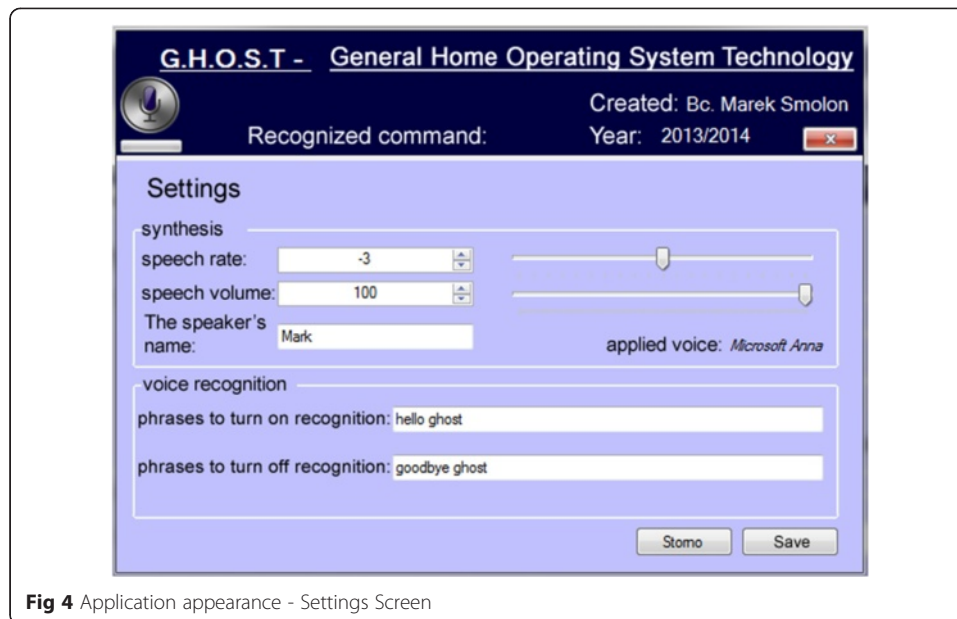 G.H.O.S.T - General Home Operating System Technology
Created: Bc. Marek Smolon
Recognized command: Year: 2013/2014
Settings
synthesis
speech rate: -3
speech volume: 100
The speaker's
name: Mark
applied voice: Microsoft Anna
voice recognition
phrases to turn on recognition: hello ghost
phrases to turn off recognition: goodbye ghost
Storno Save
Fig 4 Application appearance - Settings Screen